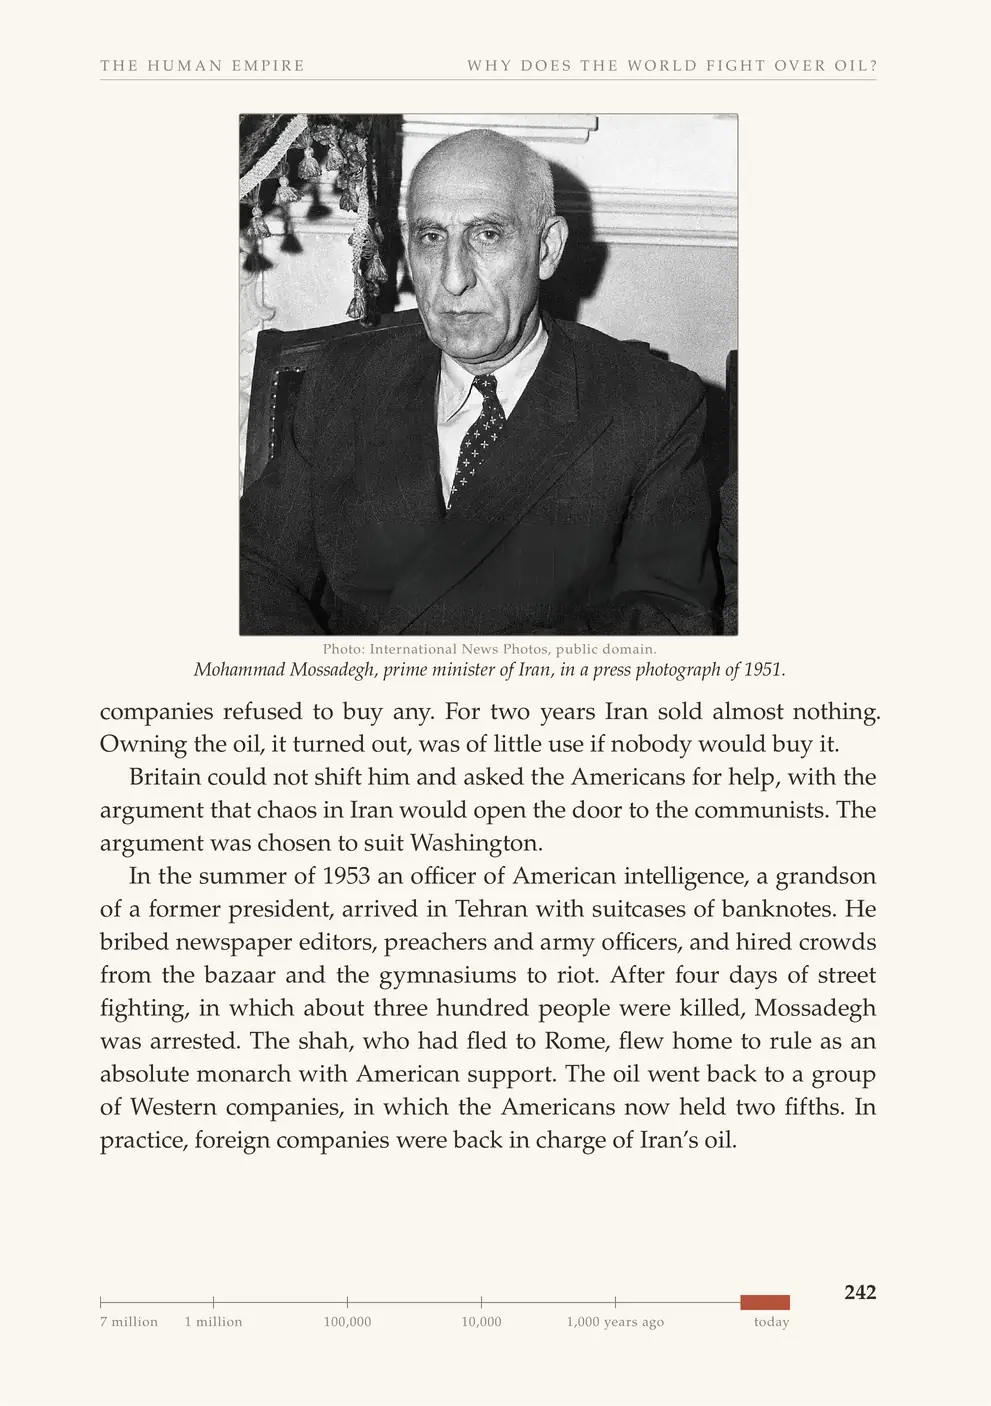 THE HUMAN EMPIRE
WHY DOES THE WORLD FIGHT OVER OIL?
Photo: International News Photos, public domain.
Mohammad Mossadegh, prime minister of Iran, in a press photograph of 1951.
companies refused to buy any. For two years Iran sold almost nothing.
Owning the oil, it turned out, was of little use if nobody would buy it.
Britain could not shift him and asked the Americans for help, with the
argument that chaos in Iran would open the door to the communists. The
argument was chosen to suit Washington.
In the summer of 1953 an officer of American intelligence, a grandson
of a former president, arrived in Tehran with suitcases of banknotes. He
bribed newspaper editors, preachers and army officers, and hired crowds
from the bazaar and the gymnasiums to riot. After four days of street
fighting, in which about three hundred people were killed, Mossadegh
was arrested. The shah, who had fled to Rome, flew home to rule as an
absolute monarch with American support. The oil went back to a group
of Western companies, in which the Americans now held two fifths. In
practice, foreign companies were back in charge of Iran’s oil.
242
7 million 1 million 100,000 10,000 1,000 years ago today